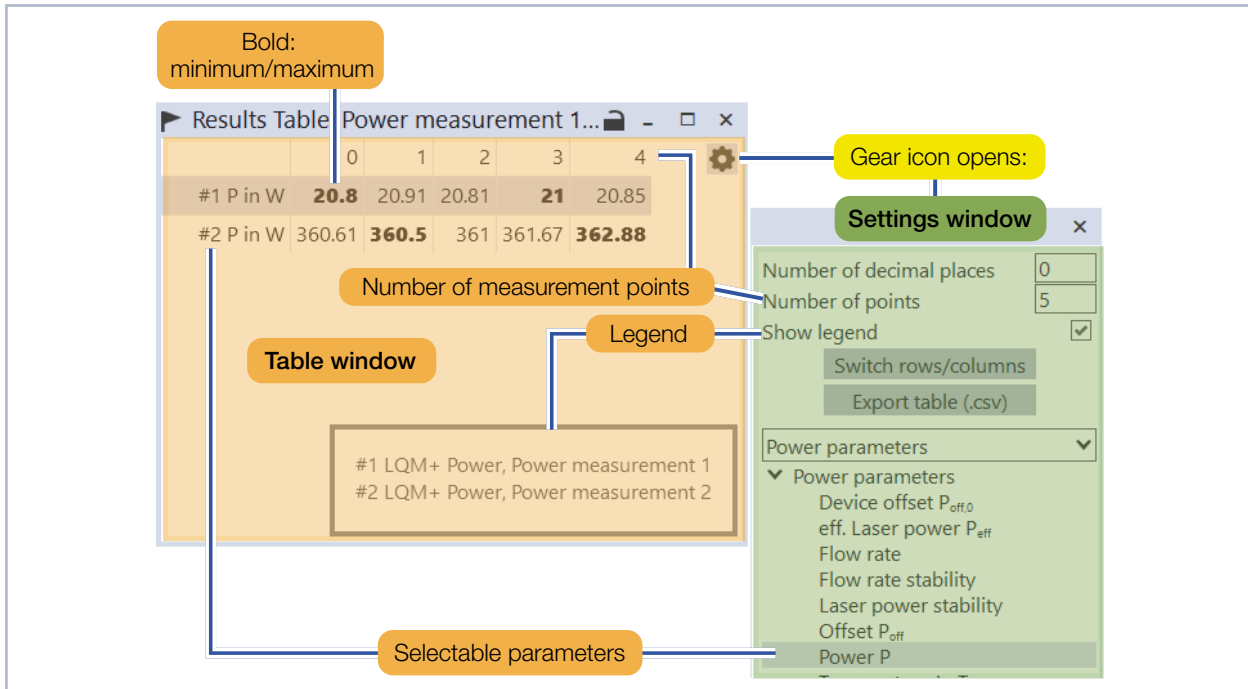 Bold:
minimum/maximum
Results Table Power measurement 1...
0 1 2 3 4
#1 P in W 20.8 20.91 20.81 21 20.85
#2 P in W 360.61 360.5 361 361.67 362.88
Gear icon opens:
Settings window
Number of measurement points
Legend
Table window
#1 LQM+ Power, Power measurement 1
#2 LQM+ Power, Power measurement 2
Selectable parameters
Number of decimal places 0
Number of points 5
Show legend
Switch rows/columns
Export table (.csv)
Power parameters
Power parameters
Device offset Poff,0
eff. Laser power Peff
Flow rate
Flow rate stability
Laser power stability
Offset Poff
Power P